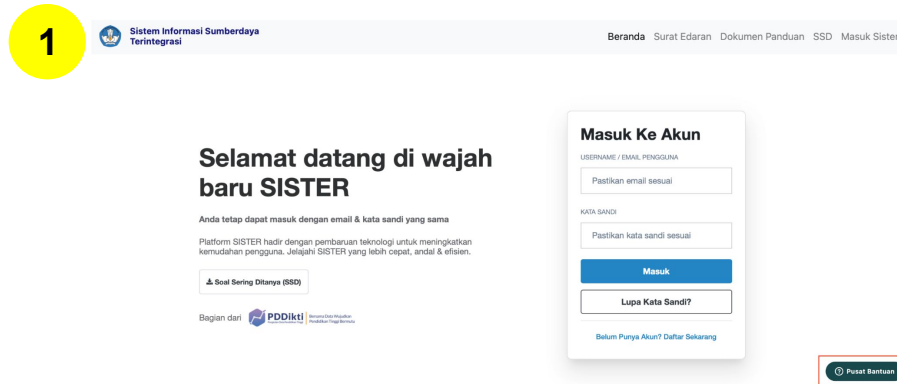 1
Sistem Informasi Sumberdaya
Terintegrasi
Beranda Surat Edaran Dokumen Panduan SSD Masuk Sister
Selamat datang di wajah
baru SISTER
Anda tetap dapat masuk dengan email & kata sandi yang sama
Platform SISTER hadir dengan pembaruan teknologi untuk meningkatkan
kemudahan pengguna. Jelajahi SISTER yang lebih cepat, andal & efisien.
Soal Sering Ditanya (SSD)
Bagian dari PDDikti
Masuk Ke Akun
USERNAME / EMAIL PENGGUNA
Pastikan email sesuai
KATA SANDI
Pastikan kata sandi sesuai
Masuk
Lupa Kata Sandi?
Belum Punya Akun? Daftar Sekarang
Pusat Bantuan